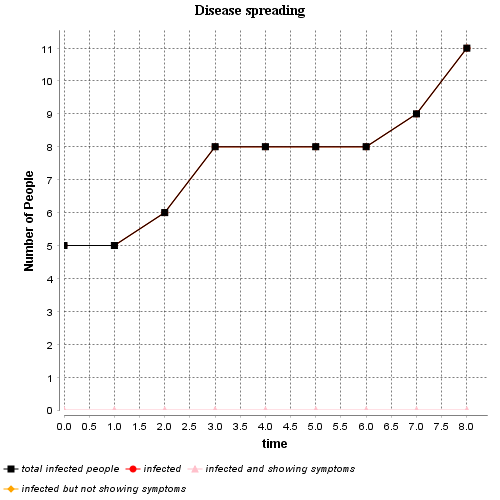 Disease spreading
Number of People
11
10
9
8
7
6
5
4
3
2
1
0
0.0 0.5 1.0 1.5 2.0 2.5 3.0 3.5 4.0 4.5 5.0 5.5 6.0 6.5 7.0 7.5 8.0
time
total infected people infected infected and showing symptoms
infected but not showing symptoms